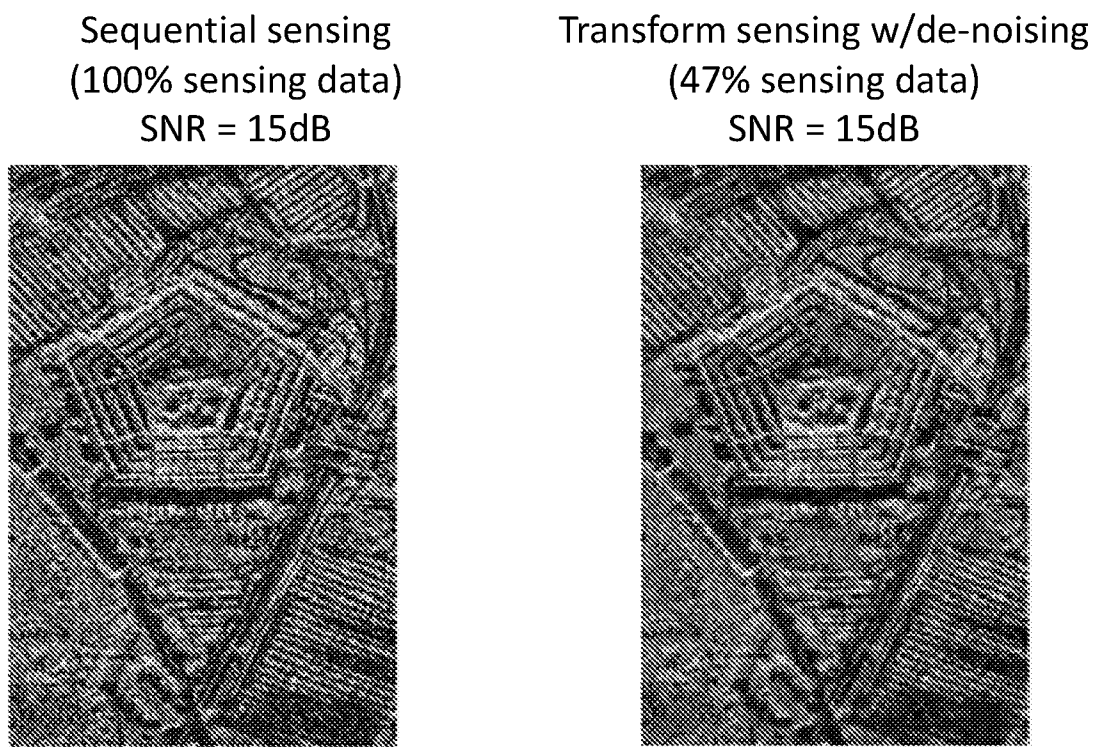 Sequential sensing
(100% sensing data)
SNR = 15dB
Transform sensing w/de-noising
(47% sensing data)
SNR = 15dB